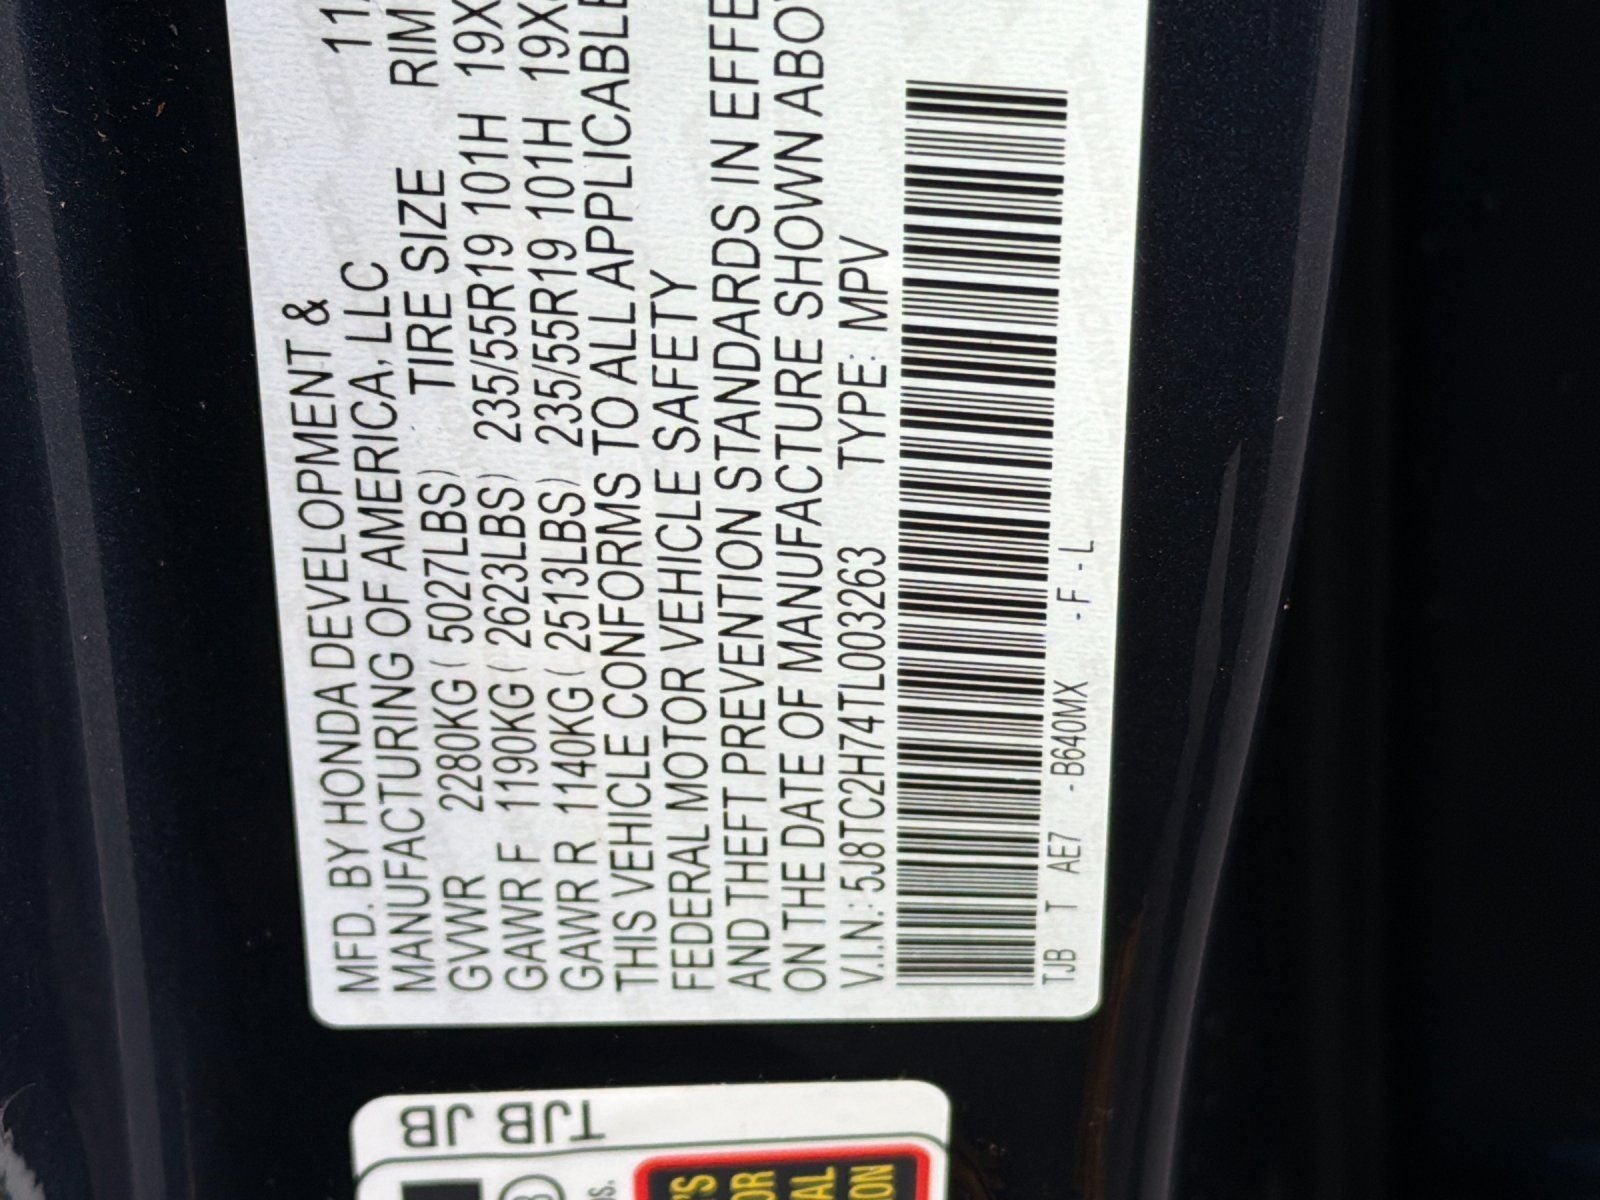 MFD. BY HONDA DEVELOPMENT &
MANUFACTURING OF AMERICA, LLC 11
GVWR 2280KG ( 5027LBS) TIRE SIZE RIM
GAWR F 1190KG ( 2623LBS) 235/55R19 101H 19X
GAWR R 1140KG ( 2513LBS) 235/55R19 101H 19X
THIS VEHICLE CONFORMS TO ALL APPLICABLE
FEDERAL MOTOR VEHICLE SAFETY
AND THEFT PREVENTION STANDARDS IN EFFE
ON THE DATE OF MANUFACTURE SHOWN ABO
V.I.N.: 5J8TC2H74TL003263 TYPE: MPV
TJB T AE7 -B640MX -F-L
TJB JB